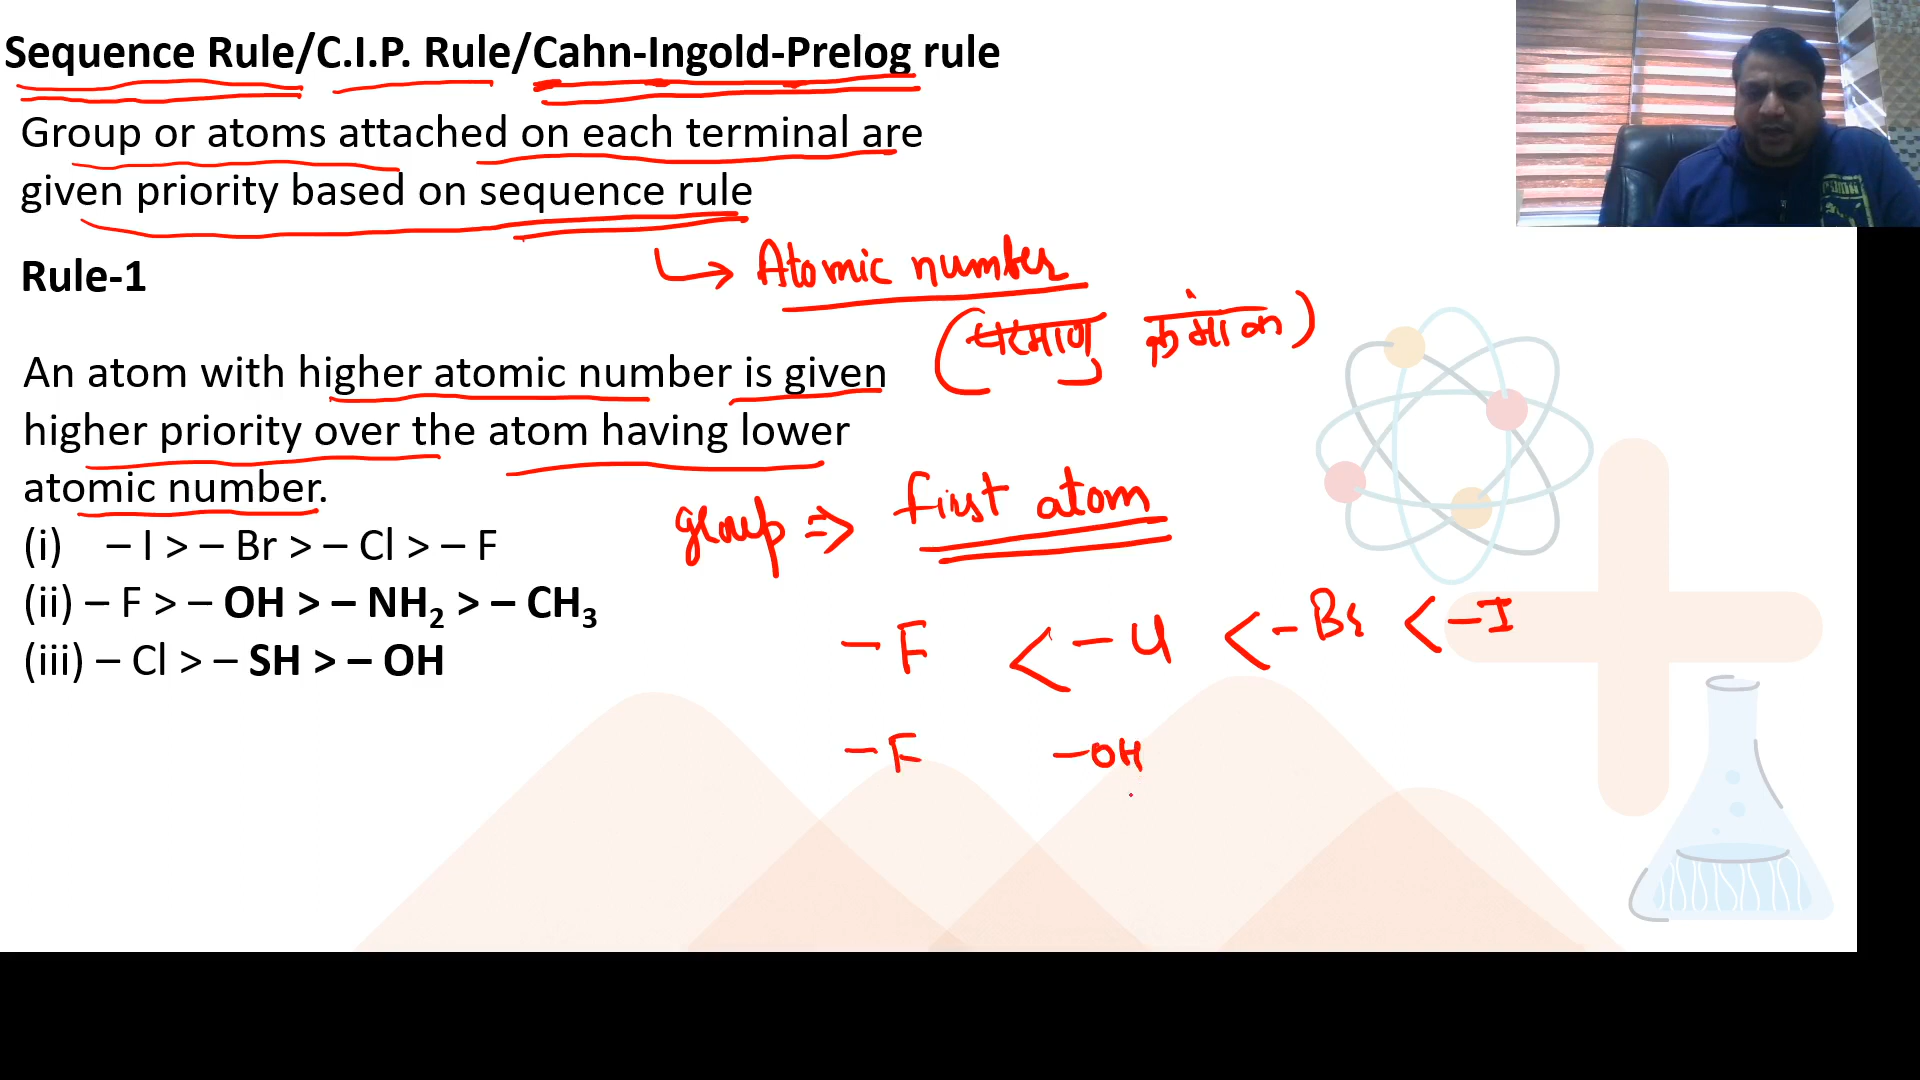 Sequence Rule/C.I.P. Rule/Cahn-Ingold-Prelog rule
Group or atoms attached on each terminal are
given priority based on sequence rule
↳ Atomic number
(परमाणु क्रमांक)
Rule-1
An atom with higher atomic number is given
higher priority over the atom having lower
atomic number.
group ⇒ first atom
(i) – I > – Br > – Cl > – F
(ii) – F > – OH > – NH₂ > – CH₃
(iii) – Cl > – SH > – OH
– F < – Cl < – Br < – I
– F – OH